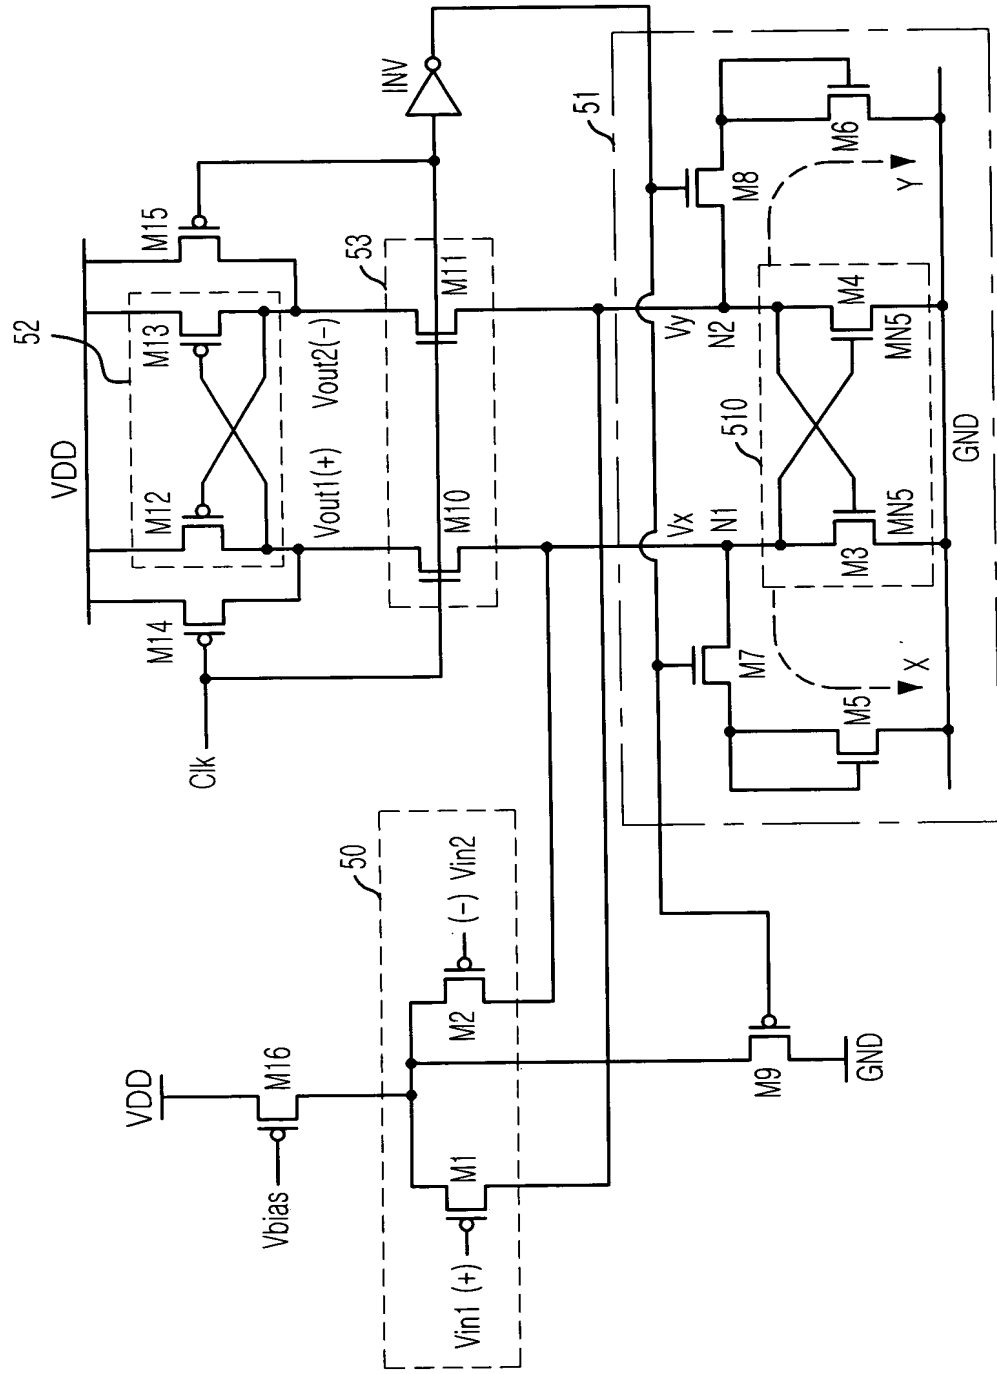 VDD
52
M14
M12
M13
M15
INV
Clk
Vout1(+)
Vout2(-)
53
M10
M11
VDD
Vbias
M16
50
Vin1 (+)
M1
M2
(-) Vin2
M9
GND
51
Vx
Vy
N1
N2
M7
M8
510
M5
M3
MN5
M4
MN5
M6
X
Y
GND